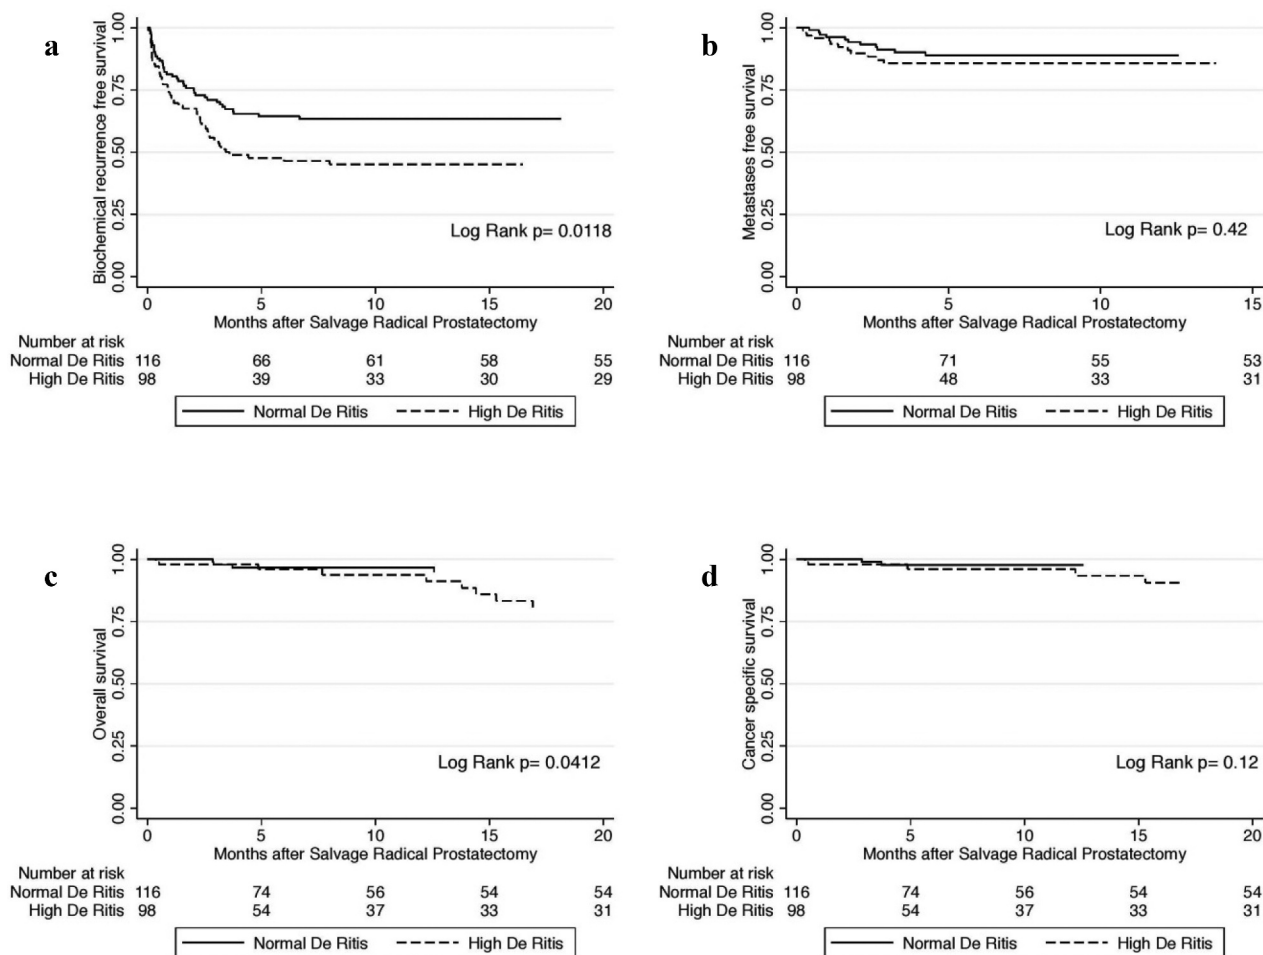 a
Biochemical recurrence free survival
1.00
0.75
0.50
0.25
0.00
Log Rank p= 0.0118
0 5 10 15 20
Months after Salvage Radical Prostatectomy
Number at risk
Normal De Ritis 116 66 61 58 55
High De Ritis 98 39 33 30 29
Normal De Ritis High De Ritis
b
Metastases free survival
1.00
0.75
0.50
0.25
0.00
Log Rank p= 0.42
0 5 10 15
Months after Salvage Radical Prostatectomy
Number at risk
Normal De Ritis 116 71 55 53
High De Ritis 98 48 33 31
Normal De Ritis High De Ritis
c
Overall survival
1.00
0.75
0.50
0.25
0.00
Log Rank p= 0.0412
0 5 10 15 20
Months after Salvage Radical Prostatectomy
Number at risk
Normal De Ritis 116 74 56 54 54
High De Ritis 98 54 37 33 31
Normal De Ritis High De Ritis
d
Cancer specific survival
1.00
0.75
0.50
0.25
0.00
Log Rank p= 0.12
0 5 10 15 20
Months after Salvage Radical Prostatectomy
Number at risk
Normal De Ritis 116 74 56 54 54
High De Ritis 98 54 37 33 31
Normal De Ritis High De Ritis